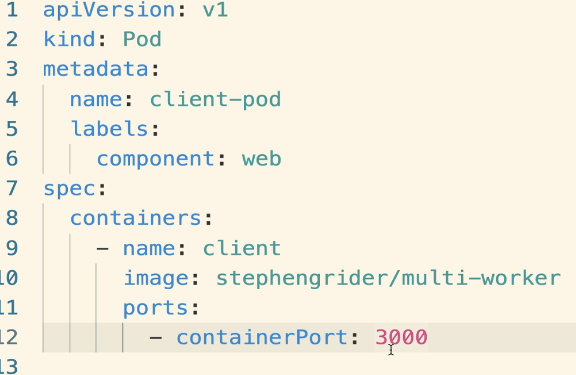 1 apiVersion: v1
2 kind: Pod
3 metadata:
4   name: client-pod
5   labels:
6     component: web
7 spec:
8   containers:
9     - name: client
10       image: stephengrider/multi-worker
11       ports:
12         - containerPort: 3000
13